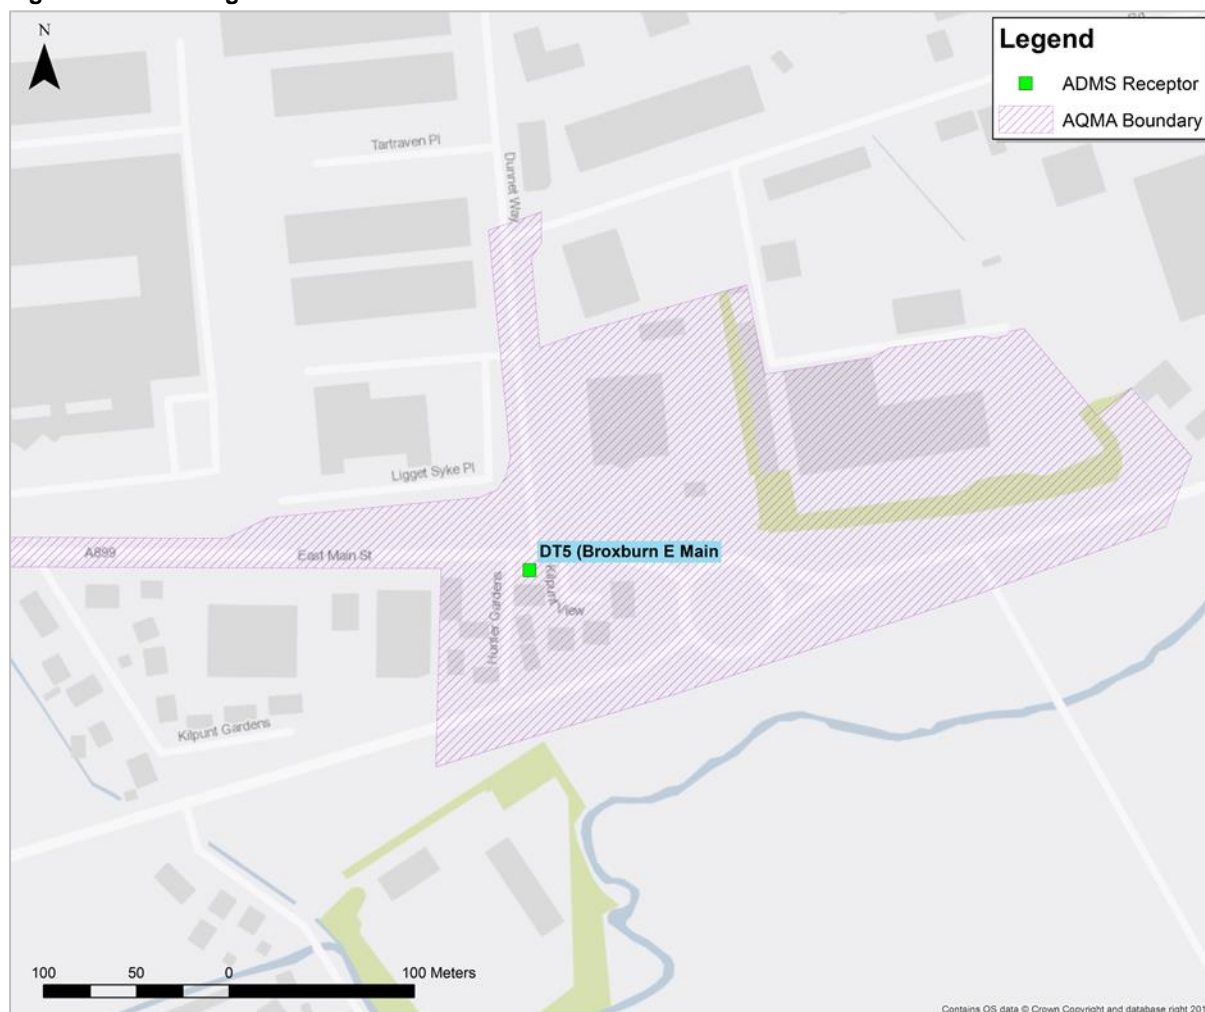 N
Legend
ADMS Receptor
AQMA Boundary
Tartraven Pl
Dunnet Way
Ligget Syke Pl
A899
East Main St
DT5 (Broxburn E Main
Kilpunt
View
Hunter Gardens
Kilpunt Gardens
100 50 0 100 Meters
Contains OS data © Crown Copyright and database right 201